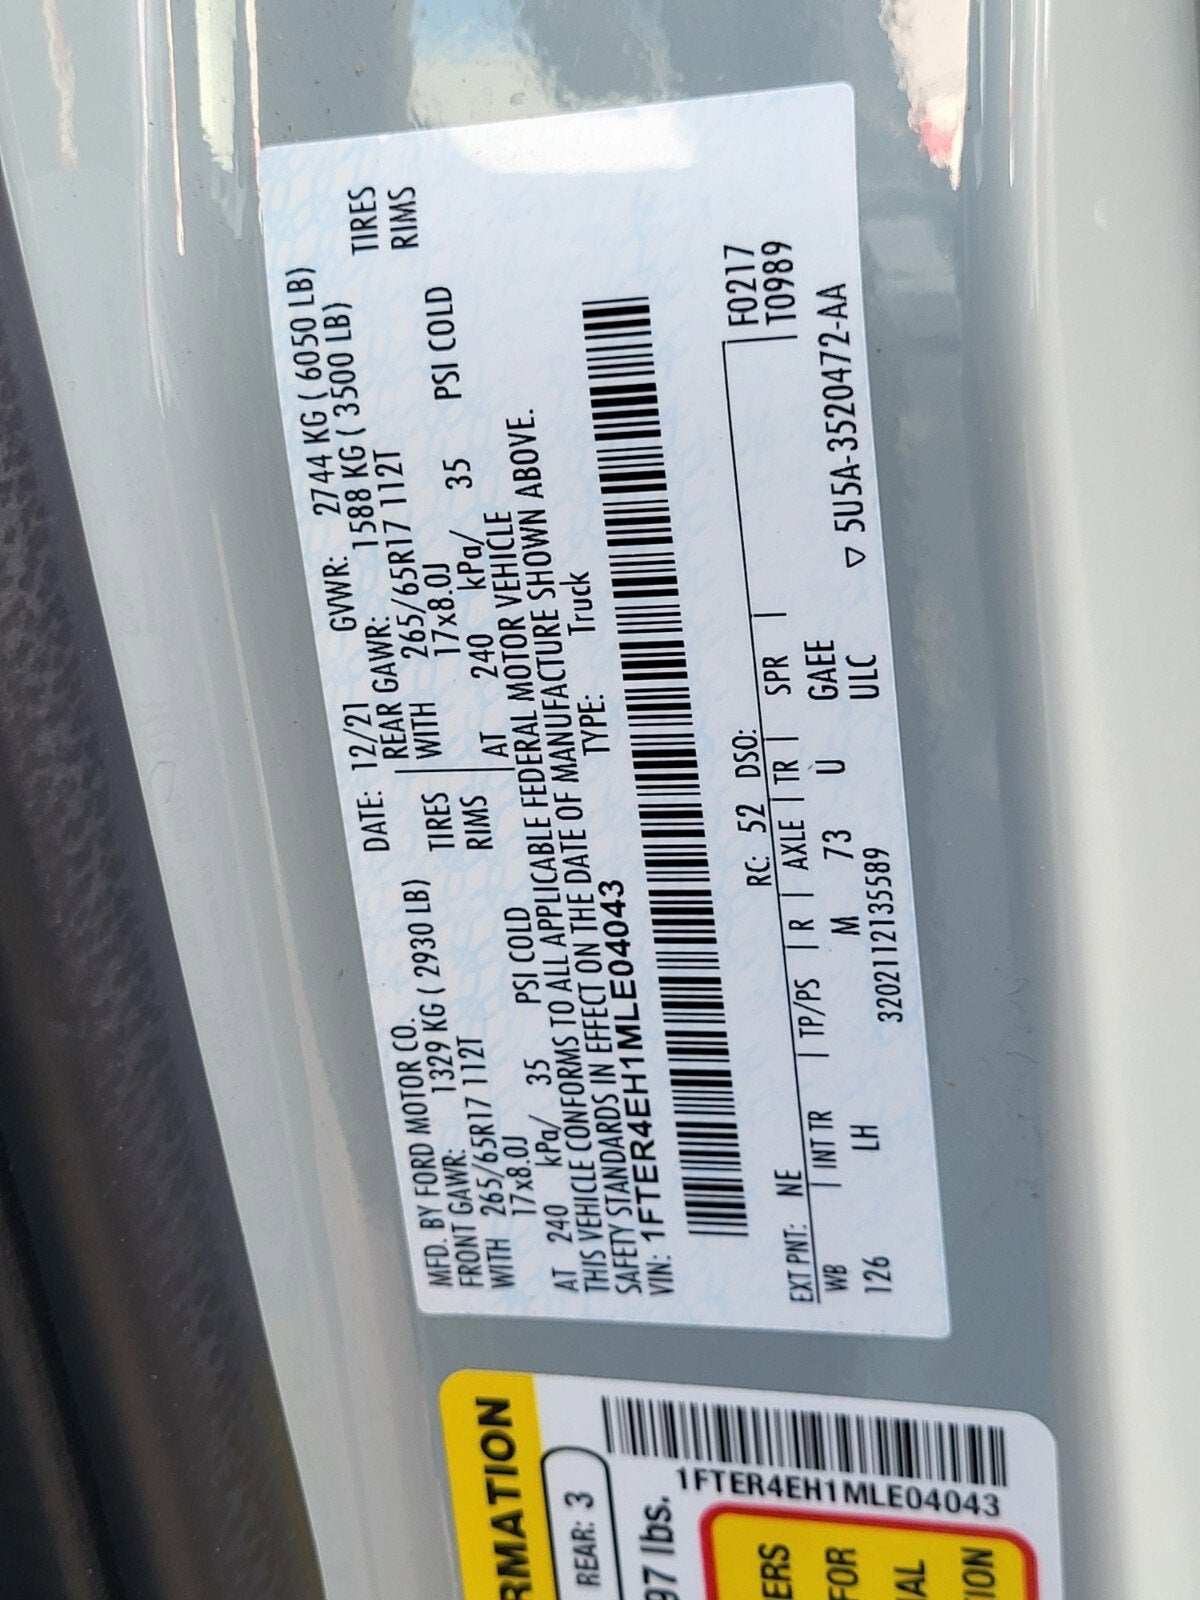 MFD. BY FORD MOTOR CO.
DATE: 12/21 GVWR: 2744 KG ( 6050 LB)
FRONT GAWR: 1329 KG ( 2930 LB) REAR GAWR: 1588 KG ( 3500 LB)
WITH 265/65R17 112T TIRES WITH 265/65R17 112T TIRES
17x8.0J RIMS 17x8.0J RIMS
AT 240 kPa/ 35 PSI COLD AT 240 kPa/ 35 PSI COLD
THIS VEHICLE CONFORMS TO ALL APPLICABLE FEDERAL MOTOR VEHICLE
SAFETY STANDARDS IN EFFECT ON THE DATE OF MANUFACTURE SHOWN ABOVE.
VIN: 1FTER4EH1MLE04043 TYPE: Truck
EXT PNT: NE RC: 52 DSO: F0217
WB | INT TR | TP/PS | R | AXLE | TR | SPR | T0989
126 LH M 73 U GAEE
3202112135589 ULC ▽ 5U5A-3520472-AA
RMATION
REAR: 3
97 lbs.
1FTER4EH1MLE04043
ERS
FOR
IAL
TION